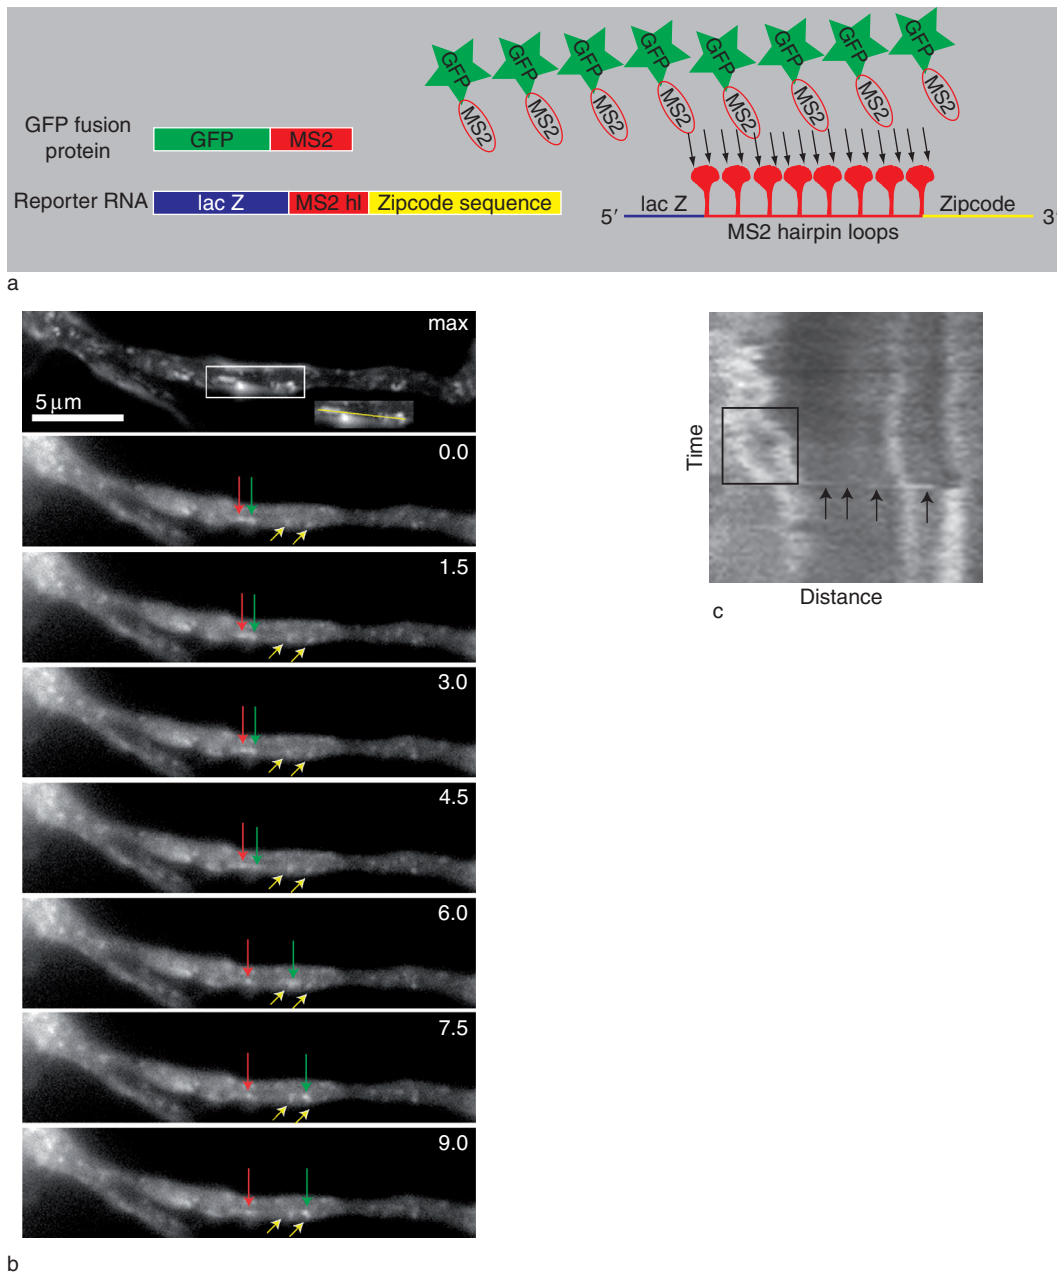 GFP GFP GFP GFP GFP GFP GFP GFP
MS2 MS2 MS2 MS2 MS2 MS2 MS2 MS2
GFP fusion
protein
GFP MS2
Reporter RNA
lac Z MS2 hl Zipcode sequence
5′ lac Z Zipcode 3′
MS2 hairpin loops
a
max
5 μm
0.0
1.5
3.0
4.5
6.0
7.5
9.0
b
Time
Distance
c